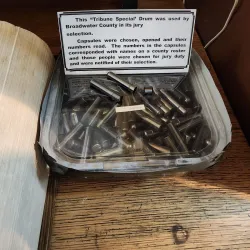 This "Tribune Special" Drum was used by
Broadwater County in its jury
selection.
Capsules were chosen, opened and their
numbers read. The numbers in the capsules
corresponded with names on a county roster
and those people were chosen for jury duty
and were notified of their selection.